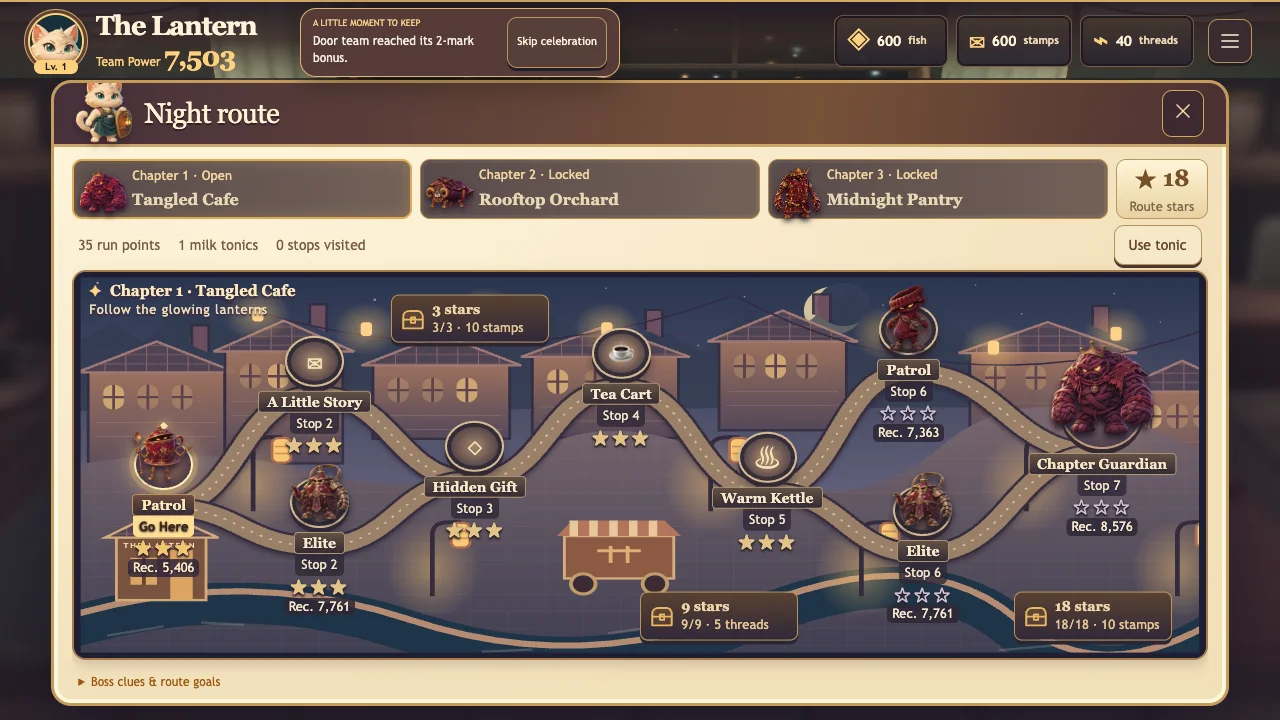 The Lantern
Team Power 7,503
Lv. 1
A LITTLE MOMENT TO KEEP
Door team reached its 2-mark
bonus.
Skip celebration
600 fish
600 stamps
40 threads
Night route
Chapter 1 · Open
Tangled Cafe
Chapter 2 · Locked
Rooftop Orchard
Chapter 3 · Locked
Midnight Pantry
★ 18
Route stars
35 run points
1 milk tonics
0 stops visited
Use tonic
Chapter 1 · Tangled Cafe
Follow the glowing lanterns
3 stars
3/3 · 10 stamps
A Little Story
Stop 2
Patrol
Go Here
Rec. 5,406
Elite
Stop 2
Rec. 7,761
Hidden Gift
Stop 3
Tea Cart
Stop 4
Warm Kettle
Stop 5
Patrol
Stop 6
Rec. 7,363
Elite
Stop 6
Rec. 7,761
Chapter Guardian
Stop 7
Rec. 8,576
9 stars
9/9 · 5 threads
18 stars
18/18 · 10 stamps
Boss clues & route goals